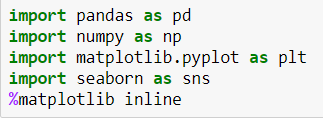 import pandas as pd
import numpy as np
import matplotlib.pyplot as plt
import seaborn as sns
%matplotlib inline